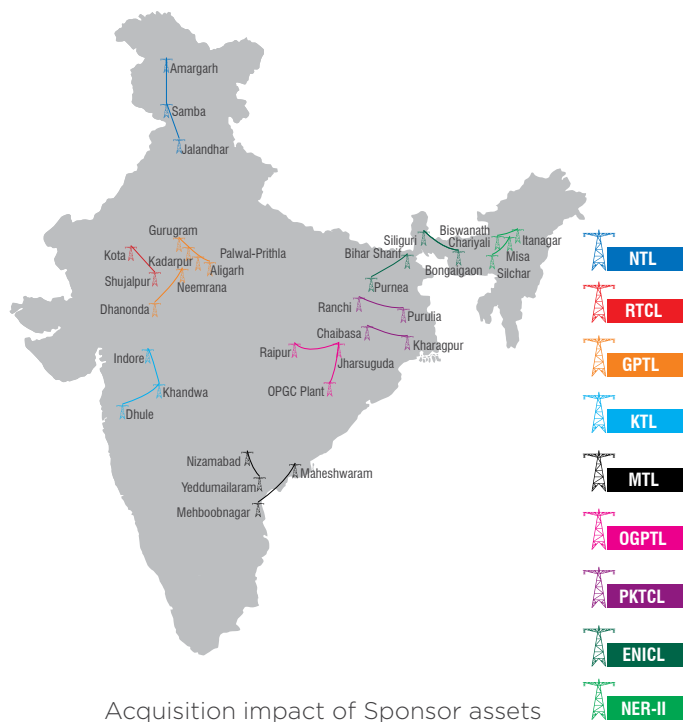 Amargarh
Samba
Jalandhar
Gurugram
Kota
Kadarpur
Palwal-Prithla
Aligarh
Shujalpur
Neemrana
Dhanonda
Siliguri
Biswanath
Chariyali
Itanagar
Bihar Sharif
Misa
Bongaigaon
Silchar
Purnea
Ranchi
Purulia
Chaibasa
Kharagpur
Raipur
Jharsuguda
OPGC Plant
Indore
Khandwa
Dhule
Nizamabad
Maheshwaram
Yeddumailaram
Mehboobnagar
NTL
RTCL
GPTL
KTL
MTL
OGPTL
PKTCL
ENICL
NER-II
Acquisition impact of Sponsor assets